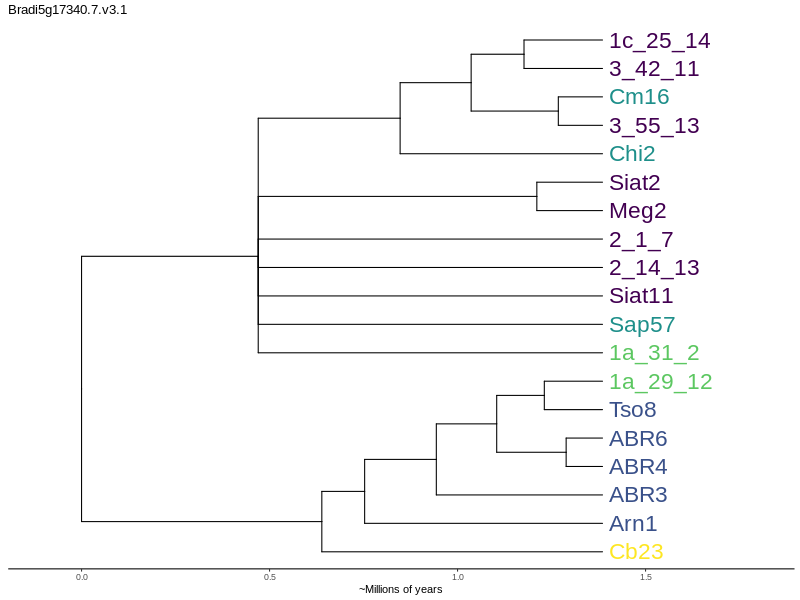 Bradi5g17340.7.v3.1
1c_25_14
3_42_11
Cm16
3_55_13
Chi2
Siat2
Meg2
2_1_7
2_14_13
Siat11
Sap57
1a_31_2
1a_29_12
Tso8
ABR6
ABR4
ABR3
Arn1
Cb23
0.0 0.5 1.0 1.5
~Millions of years